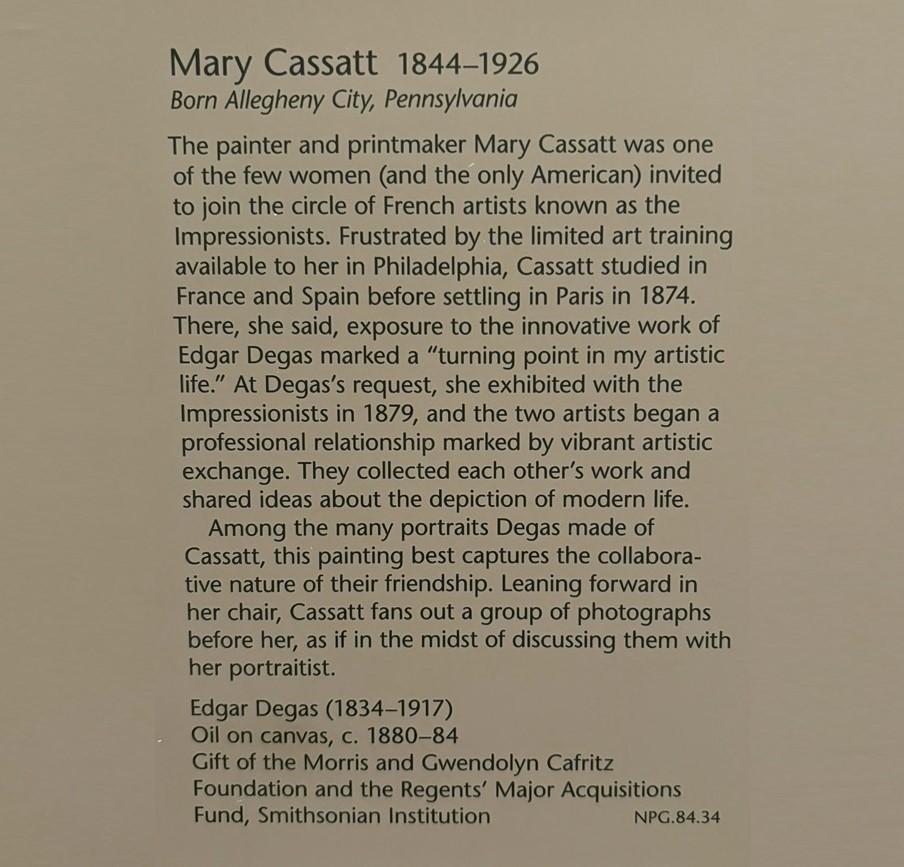 Mary Cassatt 1844–1926
Born Allegheny City, Pennsylvania
The painter and printmaker Mary Cassatt was one
of the few women (and the only American) invited
to join the circle of French artists known as the
Impressionists. Frustrated by the limited art training
available to her in Philadelphia, Cassatt studied in
France and Spain before settling in Paris in 1874.
There, she said, exposure to the innovative work of
Edgar Degas marked a “turning point in my artistic
life.” At Degas’s request, she exhibited with the
Impressionists in 1879, and the two artists began a
professional relationship marked by vibrant artistic
exchange. They collected each other’s work and
shared ideas about the depiction of modern life.
Among the many portraits Degas made of
Cassatt, this painting best captures the collabora-
tive nature of their friendship. Leaning forward in
her chair, Cassatt fans out a group of photographs
before her, as if in the midst of discussing them with
her portraitist.
Edgar Degas (1834–1917)
Oil on canvas, c. 1880–84
Gift of the Morris and Gwendolyn Cafritz
Foundation and the Regents’ Major Acquisitions
Fund, Smithsonian Institution NPG.84.34